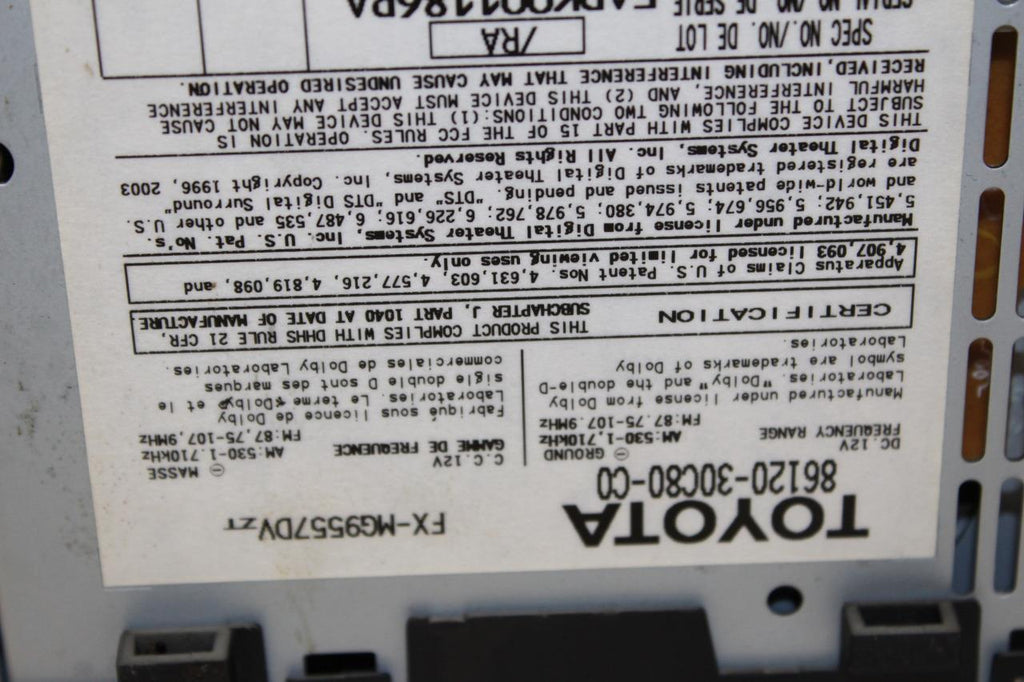 TOYOTA
FX-MG9557DVZT
86120-30C80-C0
DC.12V
⊖ GROUND
FREQUENCY RANGE
AM:530-1,710kHz
FM:87.75-107.9MHz
Manufactured under license from Dolby
Laboratories. "Dolby" and the double-D
symbol are trademarks of Dolby
Laboratories.
C.C.12V
⊖ MASSE
GAMME DE FREQUENCE
AM:530-1.710kHz
FM:87,75-107,9MHz
Fabriqué sous licence de Dolby
Laboratories. Le terme «Dolby» et le
sigle double D sont des marques
commerciales de Dolby Laboratories.
CERTIFICATION
THIS PRODUCT COMPLIES WITH DHHS RULE 21 CFR,
SUBCHAPTER J, PART 1040 AT DATE OF MANUFACTURE.
Apparatus Claims of U.S. Patent Nos. 4,631,603, 4,577,216, 4,819,098, and
4,907,093 licensed for limited viewing uses only.
Manufactured under license from Digital Theater Systems, Inc. U.S. Pat. No's.
5,451,942; 5,956,674; 5,974,380; 5,978,762; 6,226,616; 6,487,535 and other U.S.
and world-wide patents issued and pending. "DTS" and "DTS Digital Surround"
are registered trademarks of Digital Theater Systems, Inc. Copyright 1996, 2003
Digital Theater Systems, Inc. All Rights Reserved.
THIS DEVICE COMPLIES WITH PART 15 OF THE FCC RULES. OPERATION IS
SUBJECT TO THE FOLLOWING TWO CONDITIONS:(1) THIS DEVICE MAY NOT CAUSE
HARMFUL INTERFERENCE, AND (2) THIS DEVICE MUST ACCEPT ANY INTERFERENCE
RECEIVED, INCLUDING INTERFERENCE THAT MAY CAUSE UNDESIRED OPERATION.
SPEC NO./NO. DE LOT
/RA
SERIAL NO./NO. DE SERIE